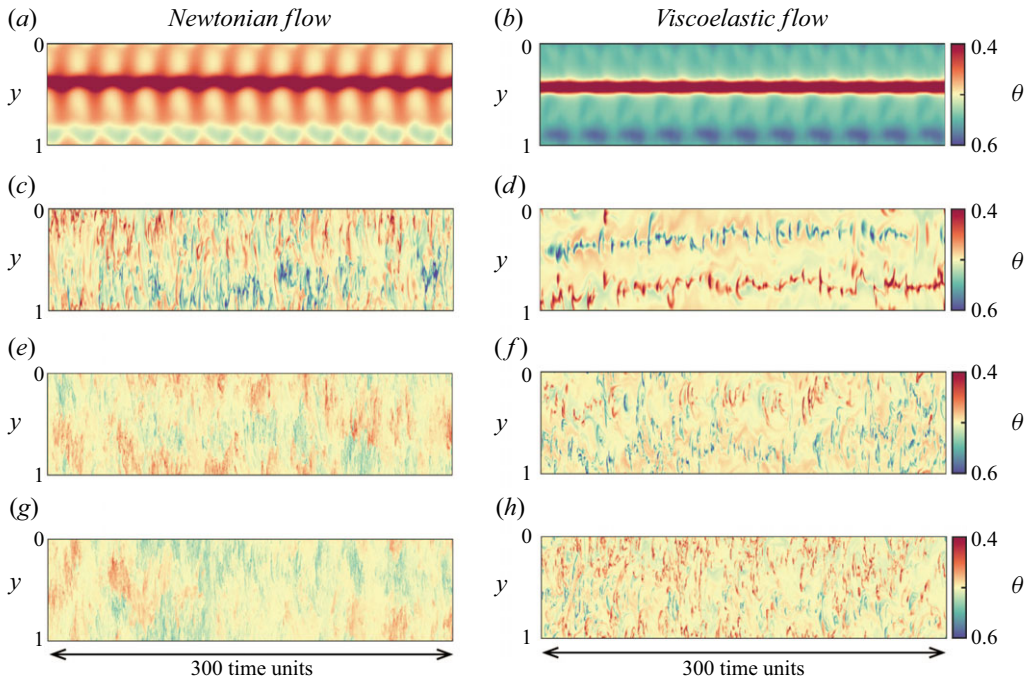 (a) Newtonian flow (b) Viscoelastic flow
0 0 0.4
y y θ
1 1 0.6
(c) (d)
0 0 0.4
y y θ
1 1 0.6
(e) (f)
0 0 0.4
y y θ
1 1 0.6
(g) (h)
0 0 0.4
y y θ
1 1 0.6
300 time units 300 time units